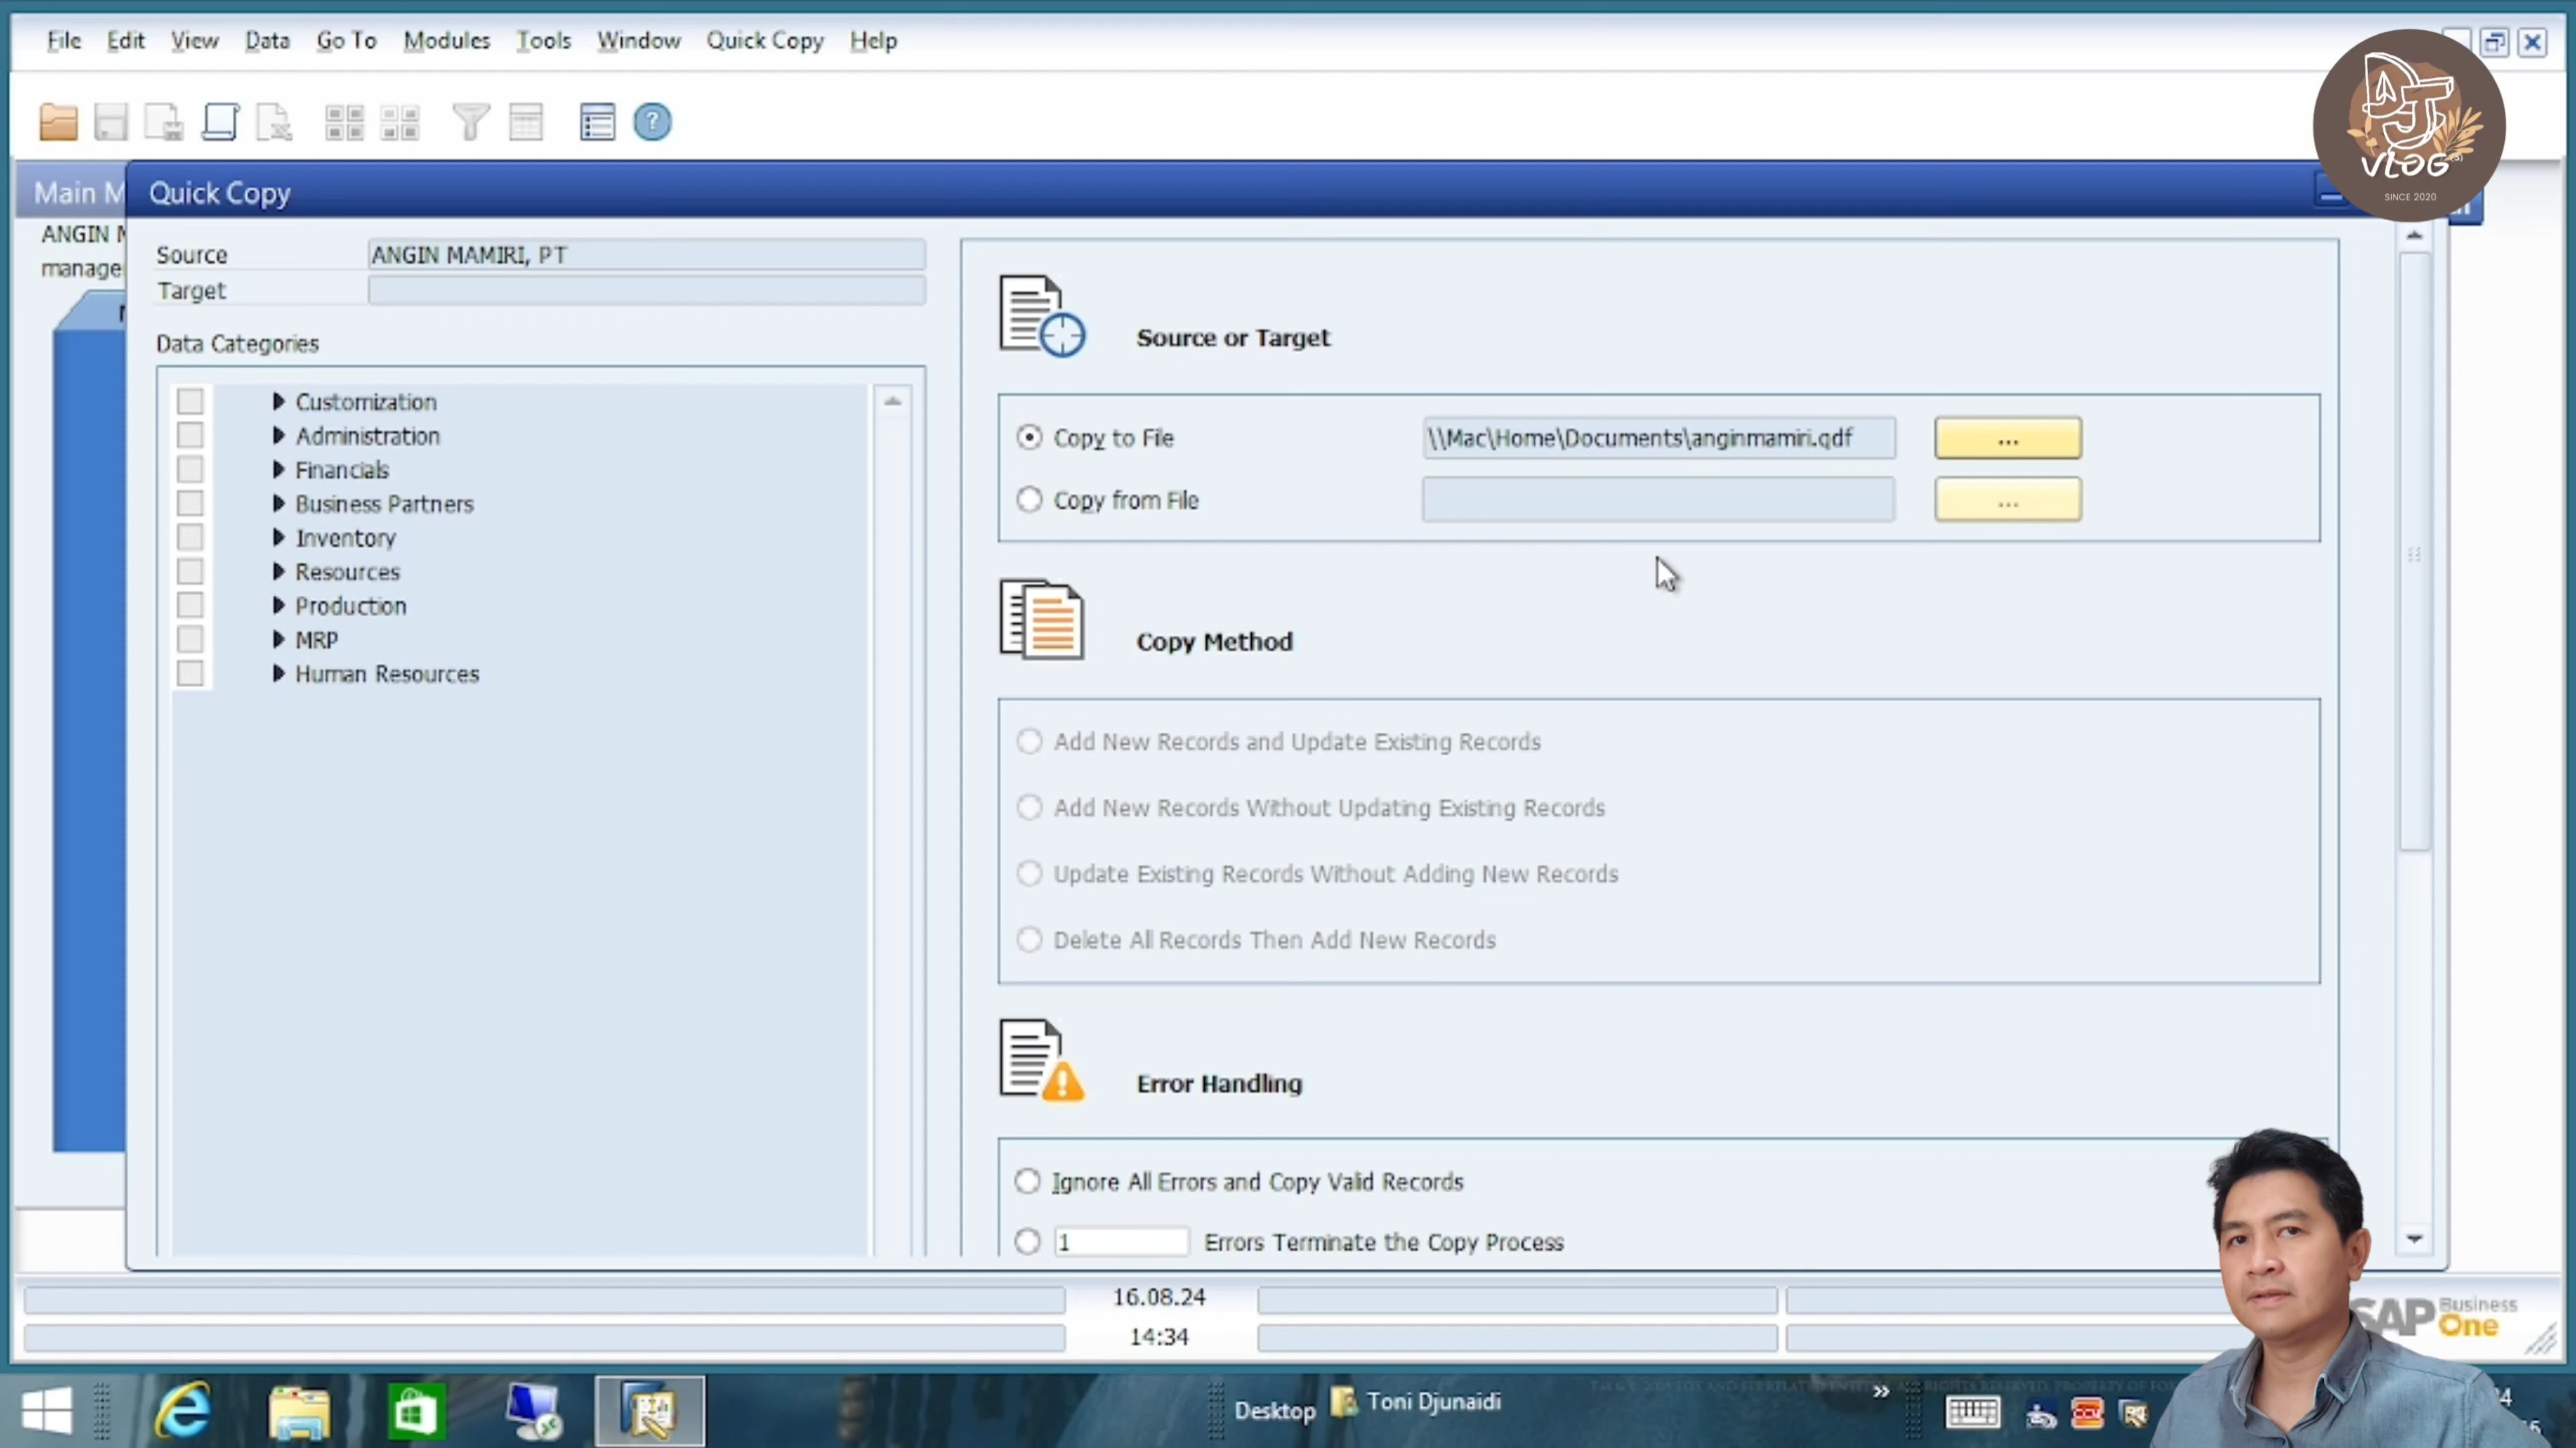 File Edit View Data Go To Modules Tools Window Quick Copy Help
DJ
VLOG(S)
SINCE 2020
Main M
Quick Copy
ANGIN M
manage
Source ANGIN MAMIRI, PT
Target
Data Categories
Customization
Administration
Financials
Business Partners
Inventory
Resources
Production
MRP
Human Resources
Source or Target
Copy to File \\Mac\Home\Documents\anginmamiri.qdf ...
Copy from File ...
Copy Method
Add New Records and Update Existing Records
Add New Records Without Updating Existing Records
Update Existing Records Without Adding New Records
Delete All Records Then Add New Records
Error Handling
Ignore All Errors and Copy Valid Records
1 Errors Terminate the Copy Process
16.08.24
14:34
SAP Business One
Desktop Toni Djunaidi